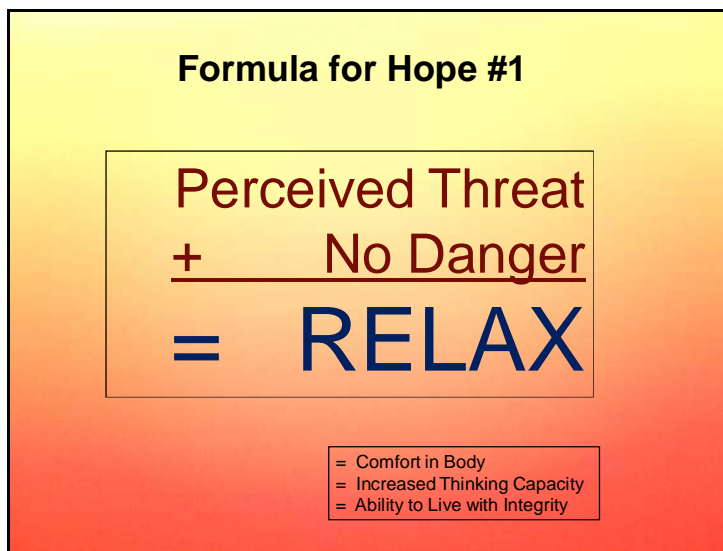 Formula for Hope #1
Perceived Threat
+ No Danger
= RELAX
= Comfort in Body
= Increased Thinking Capacity
= Ability to Live with Integrity